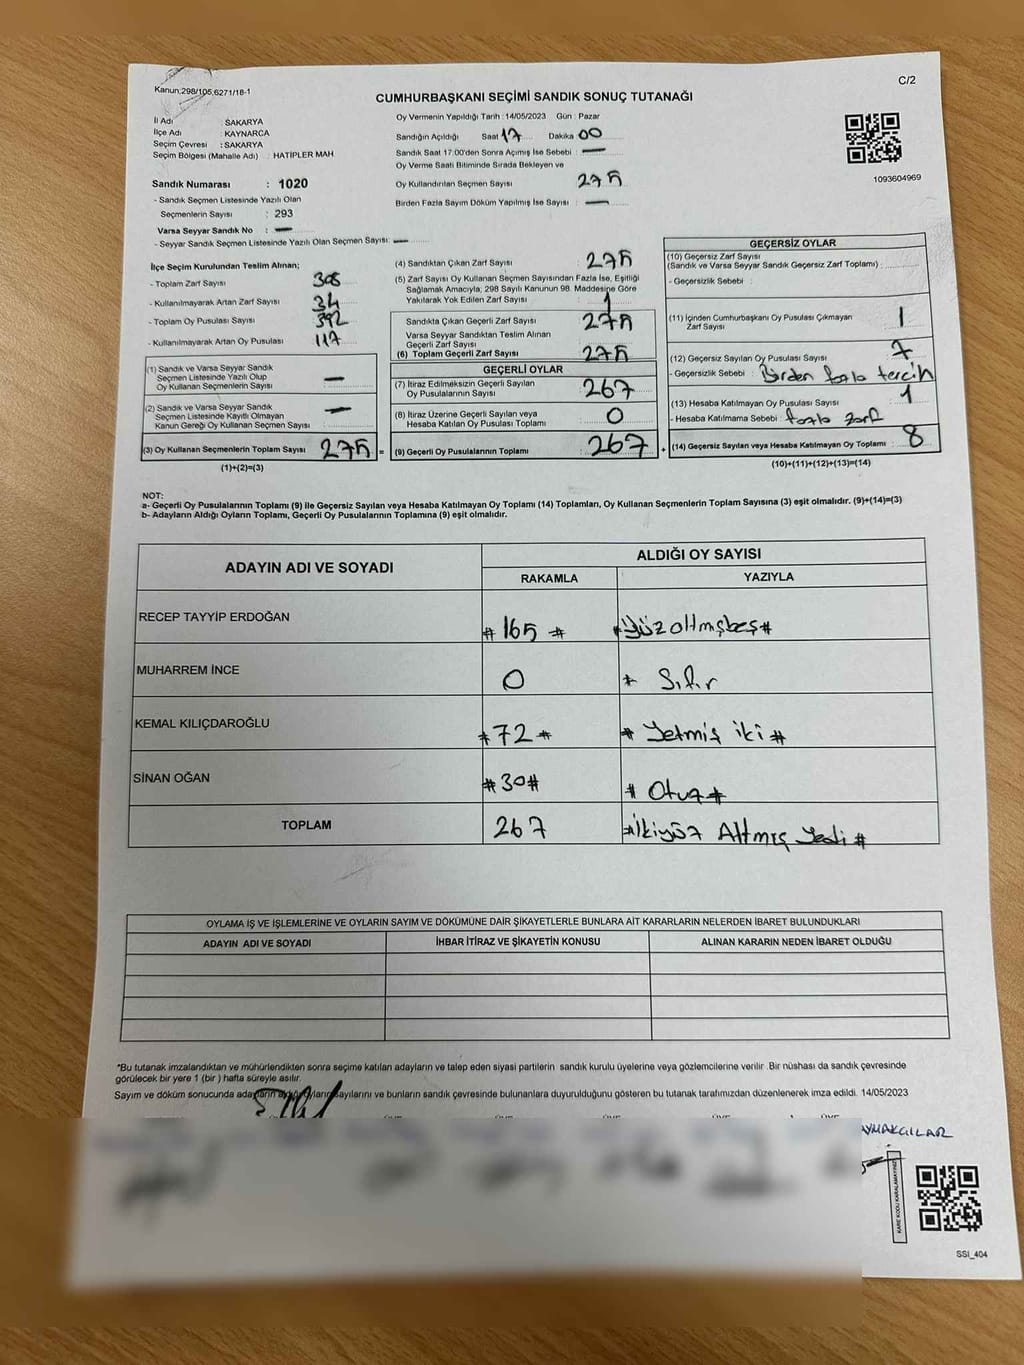 Kanun;298/105,6271/18-1
C/2
CUMHURBAŞKANI SEÇİMİ SANDIK SONUÇ TUTANAĞI
İl Adı : SAKARYA
İlçe Adı : KAYNARCA
Seçim Çevresi : SAKARYA
Seçim Bölgesi (Mahalle Adı) : HATİPLER MAH
Oy Vermenin Yapıldığı Tarih : 14/05/2023 Gün : Pazar
Sandığın Açıldığı Saat 17 Dakika 00
Sandık Saat 17.00'den Sonra Açımış İse Sebebi : —
Oy Verme Saati Bitiminde Sırada Bekleyen ve
Oy Kullandırılan Seçmen Sayısı 275
Birden Fazla Sayım Döküm Yapılmış İse Sayısı : —
1093604969
Sandık Numarası : 1020
- Sandık Seçmen Listesinde Yazılı Olan
Seçmenlerin Sayısı : 293
Varsa Seyyar Sandık No : —
- Seyyar Sandık Seçmen Listesinde Yazılı Olan Seçmen Sayısı: —
İlçe Seçim Kurulundan Teslim Alınan;
- Toplam Zarf Sayısı 305
- Kullanılmayarak Artan Zarf Sayısı 34
- Toplam Oy Pusulası Sayısı 392
- Kullanılmayarak Artan Oy Pusulası 117
(1) Sandık ve Varsa Seyyar Sandık
Seçmen Listesinde Yazılı Olup
Oy Kullanan Seçmenlerin Sayısı —
(2) Sandık ve Varsa Seyyar Sandık
Seçmen Listesinde Kayıtlı Olmayan
Kanun Gereği Oy Kullanan Seçmen Sayısı : —
(3) Oy Kullanan Seçmenlerin Toplam Sayısı 275 =
(1)+(2)=(3)
(4) Sandıktan Çıkan Zarf Sayısı : 275
(5) Zarf Sayısı Oy Kullanan Seçmen Sayısından Fazla İse, Eşitliği
Sağlamak Amacıyla, 298 Sayılı Kanunun 98. Maddesine Göre
Yakılarak Yok Edilen Zarf Sayısı : 1
Sandıkta Çıkan Geçerli Zarf Sayısı : 275
Varsa Seyyar Sandıktan Teslim Alınan
Geçerli Zarf Sayısı
(6) Toplam Geçerli Zarf Sayısı : 275
GEÇERLİ OYLAR
(7) İtiraz Edilmeksizin Geçerli Sayılan
Oy Pusulalarının Sayısı : 267
(8) İtiraz Üzerine Geçerli Sayılan veya
Hesaba Katılan Oy Pusulası Toplamı : 0
(9) Geçerli Oy Pusulalarının Toplamı : 267 +
GEÇERSİZ OYLAR
(10) Geçersiz Zarf Sayısı
(Sandık ve Varsa Seyyar Sandık Geçersiz Zarf Toplamı) :
- Geçersizlik Sebebi :
(11) İçinden Cumhurbaşkanı Oy Pusulası Çıkmayan
Zarf Sayısı : 1
(12) Geçersiz Sayılan Oy Pusulası Sayısı : 7
- Geçersizlik Sebebi : Birden fazla tercih
(13) Hesaba Katılmayan Oy Pusulası Sayısı : 1
- Hesaba Katılmama Sebebi : fazla zarf
(14) Geçersiz Sayılan veya Hesaba Katılmayan Oy Toplamı : 8
(10)+(11)+(12)+(13)=(14)
NOT:
a- Geçerli Oy Pusulalarının Toplamı (9) ile Geçersiz Sayılan veya Hesaba Katılmayan Oy Toplamı (14) Toplamları, Oy Kullanan Seçmenlerin Toplam Sayısına (3) eşit olmalıdır. (9)+(14)=(3)
b- Adayların Aldığı Oyların Toplamı, Geçerli Oy Pusulalarının Toplamına (9) eşit olmalıdır.
ADAYIN ADI VE SOYADI
ALDIĞI OY SAYISI
RAKAMLA YAZIYLA
RECEP TAYYİP ERDOĞAN #165# #Yüzaltmışbeş#
MUHARREM İNCE 0 # Sıfır
KEMAL KILIÇDAROĞLU #72# # Yetmiş iki #
SİNAN OĞAN #30# # Otuz #
TOPLAM 267 #İkiyüz Altmış Yedi #
OYLAMA İŞ VE İŞLEMLERİNE VE OYLARIN SAYIM VE DÖKÜMÜNE DAİR ŞİKAYETLERLE BUNLARA AİT KARARLARIN NELERDEN İBARET BULUNDUKLARI
ADAYIN ADI VE SOYADI İHBAR İTİRAZ VE ŞİKAYETİN KONUSU ALINAN KARARIN NEDEN İBARET OLDUĞU
*Bu tutanak imzalandıktan ve mühürlendikten sonra seçime katılan adayların ve talep eden siyasi partilerin sandık kurulu üyelerine veya gözlemcilerine verilir. Bir nüshası da sandık çevresinde
görülecek bir yere 1 (bir) hafta süreyle asılır.
Sayım ve döküm sonucunda adayların aldığı oyların sayılarını ve bunların sandık çevresinde bulunanlara duyurulduğunu gösteren bu tutanak tarafımızdan düzenlenerek imza edildi. 14/05/2023
KARE KODU KARALAMAYINIZ
SSI_404